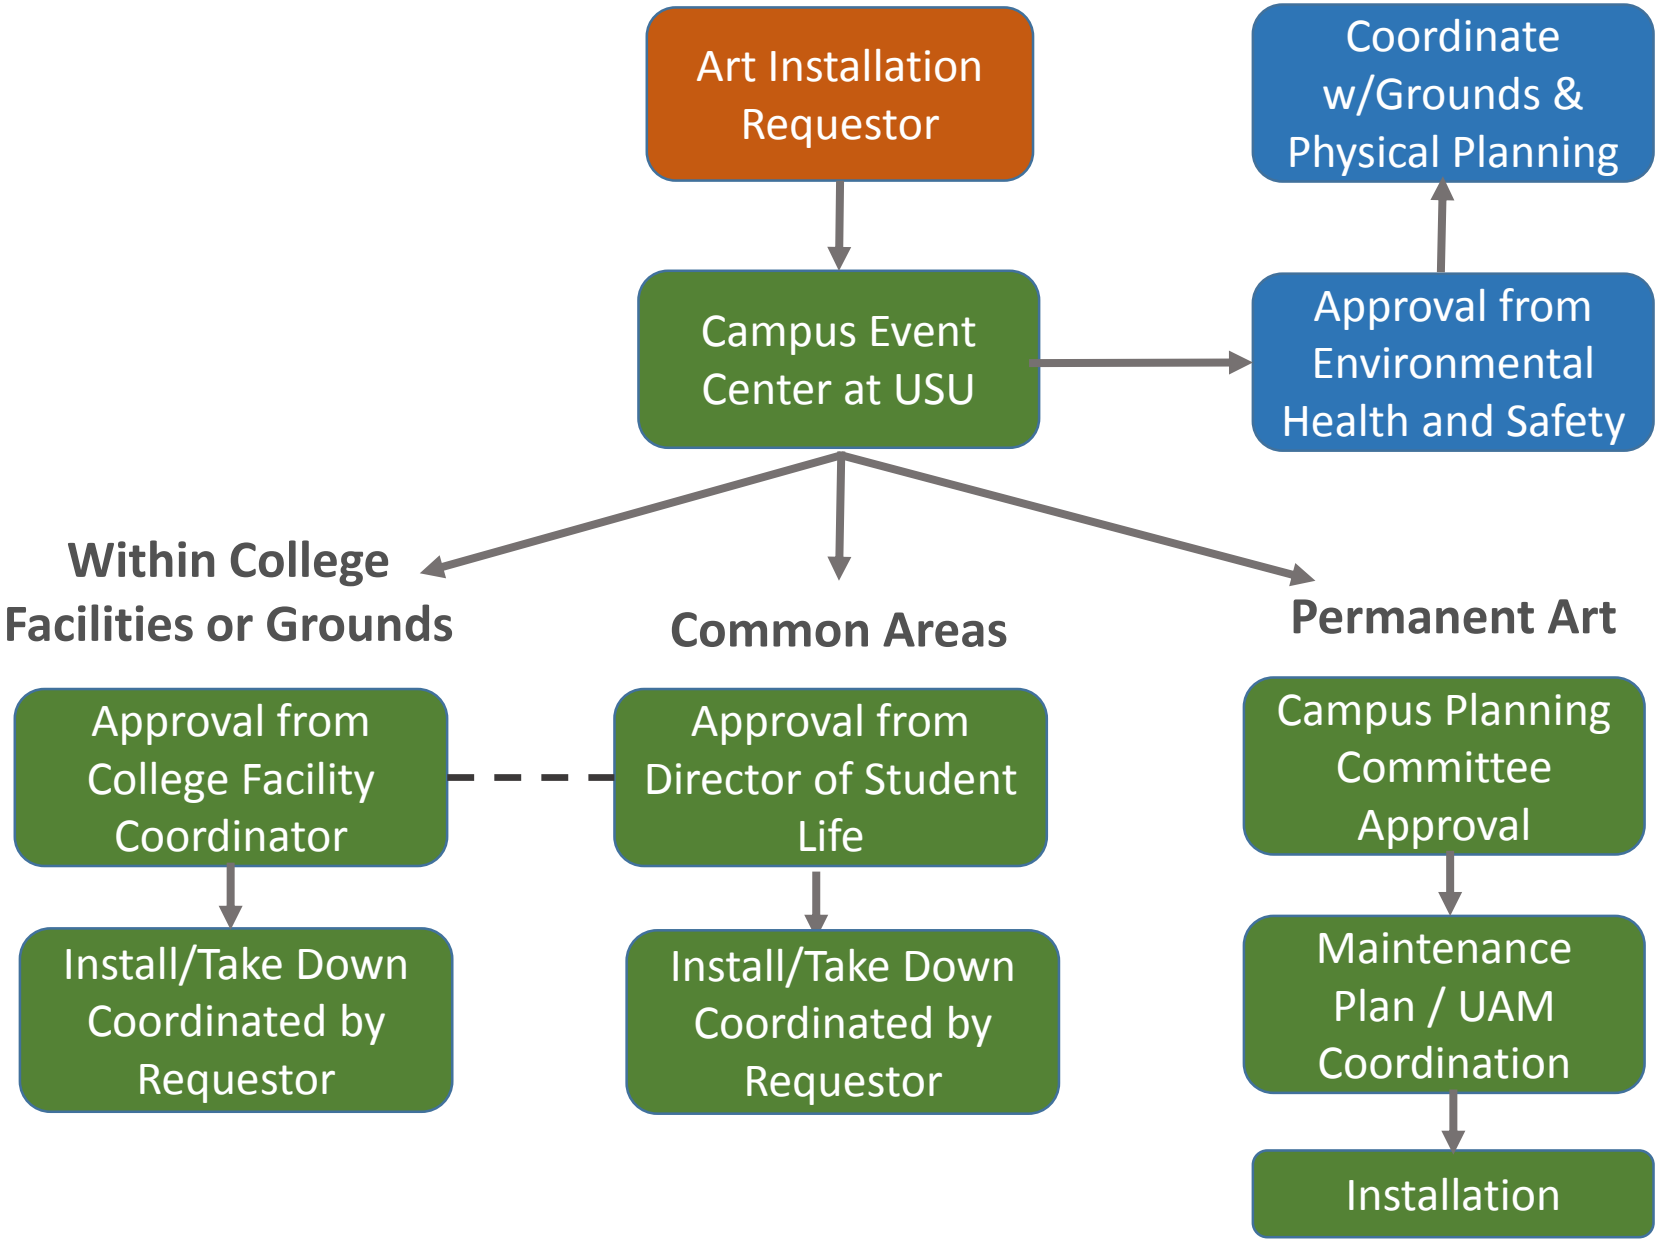 Art Installation
Requestor
Coordinate
w/Grounds &
Physical Planning
Campus Event
Center at USU
Approval from
Environmental
Health and Safety
Within College
Facilities or Grounds
Common Areas
Permanent Art
Approval from
College Facility
Coordinator
Approval from
Director of Student
Life
Campus Planning
Committee
Approval
Install/Take Down
Coordinated by
Requestor
Install/Take Down
Coordinated by
Requestor
Maintenance
Plan / UAM
Coordination
Installation